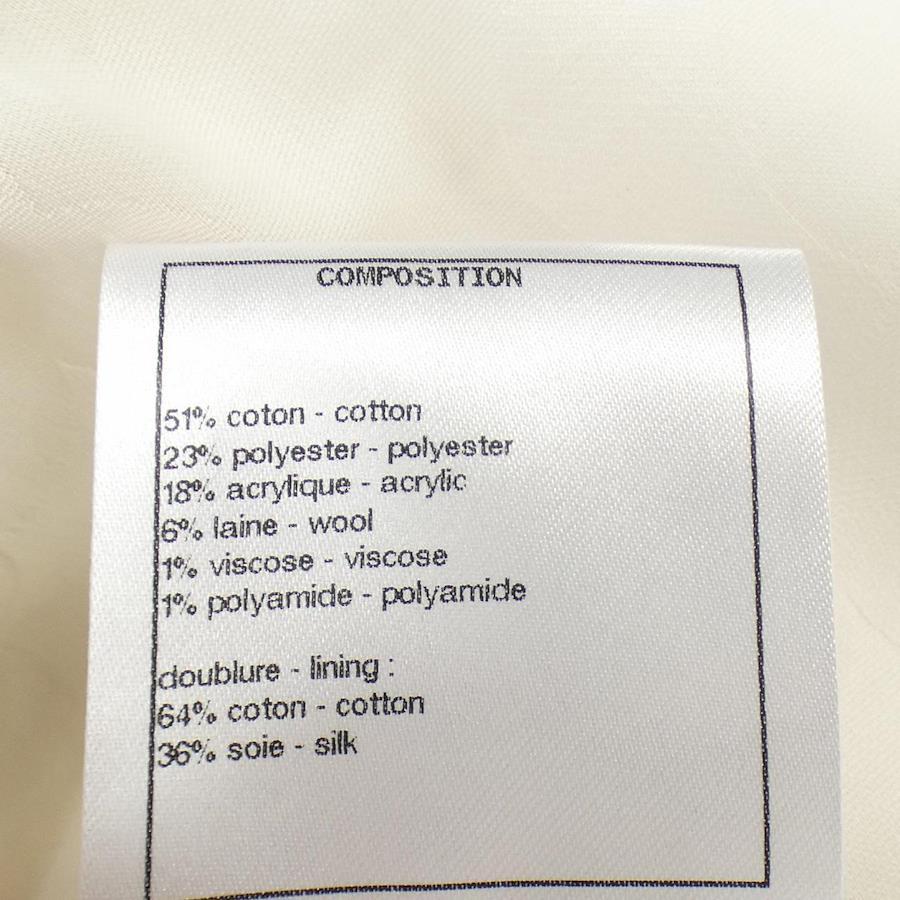 COMPOSITION
51% coton - cotton
23% polyester - polyester
18% acrylique - acrylic
6% laine - wool
1% viscose - viscose
1% polyamide - polyamide
doublure - lining :
64% coton - cotton
36% soie - silk